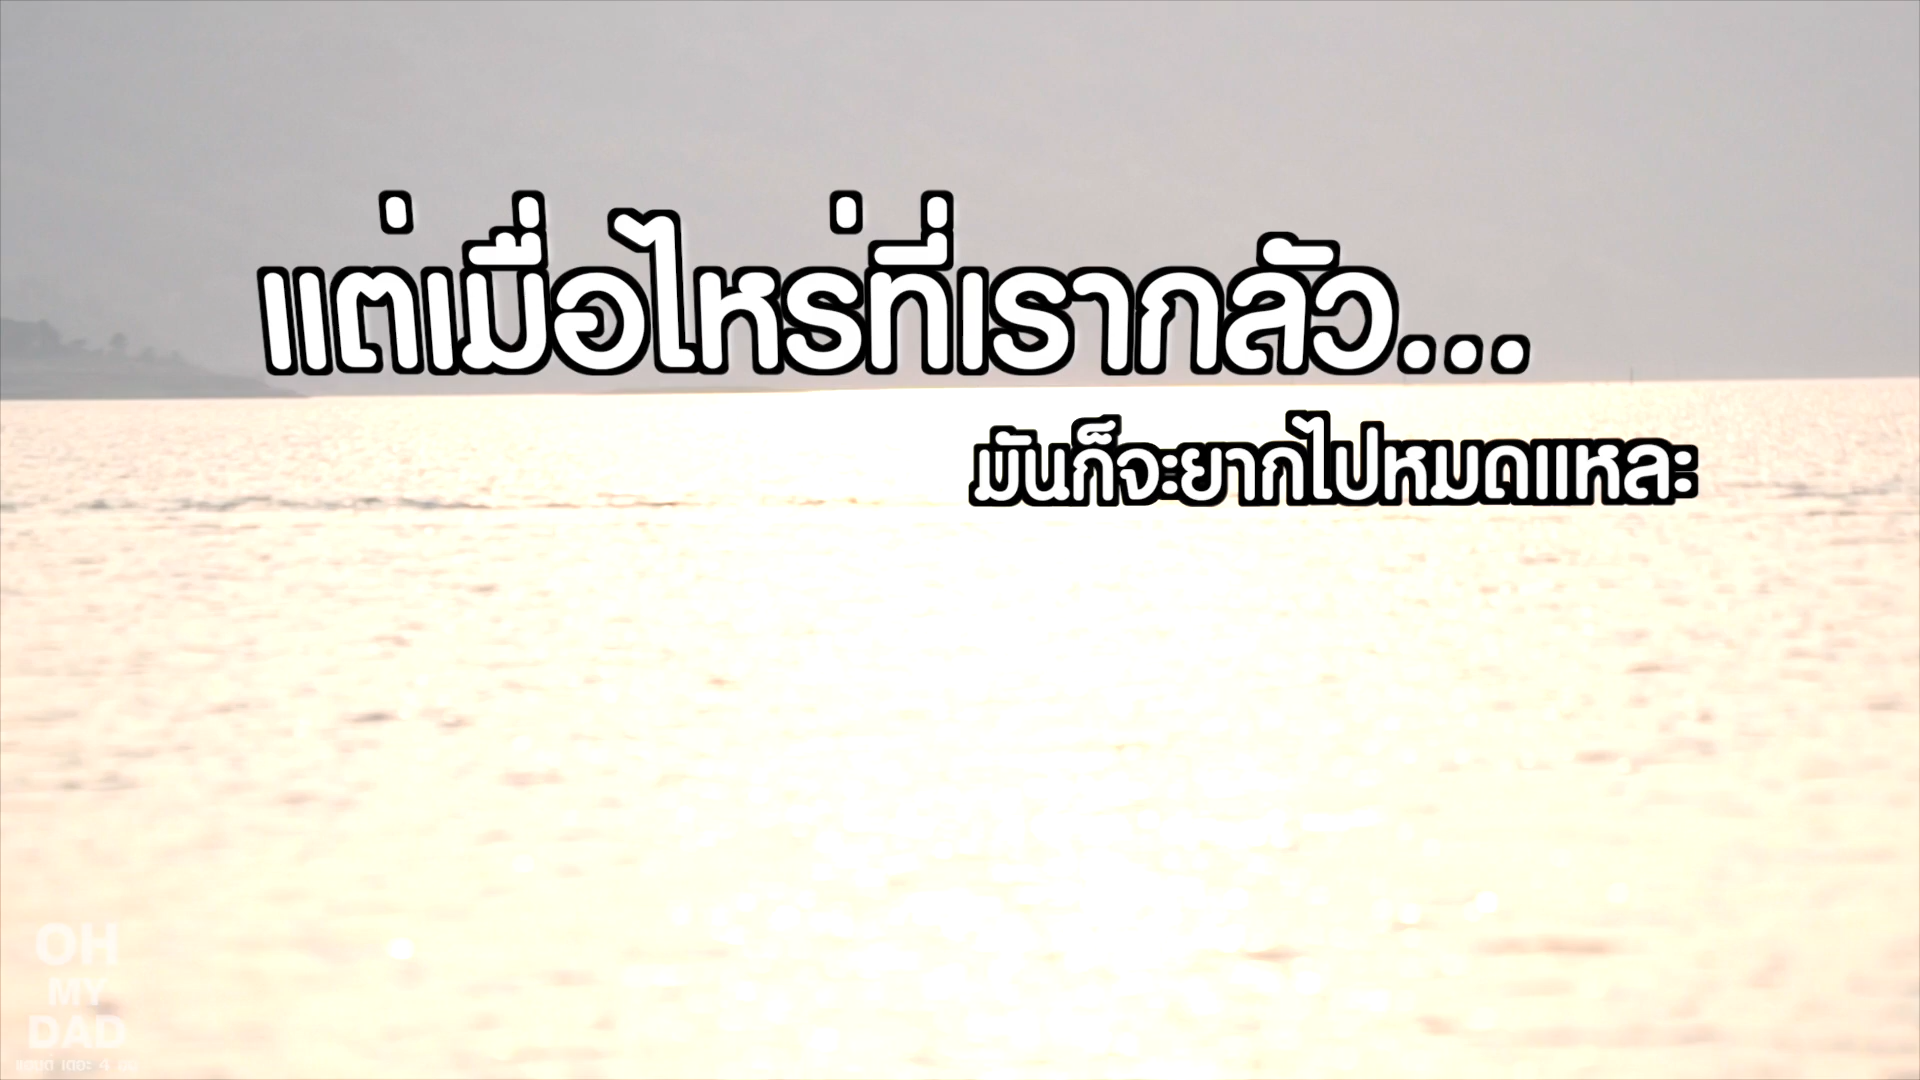 แต่เมื่อไหร่ที่เรากลัว...
มันก็จะยากไปหมดแหละ
OH
MY
DAD